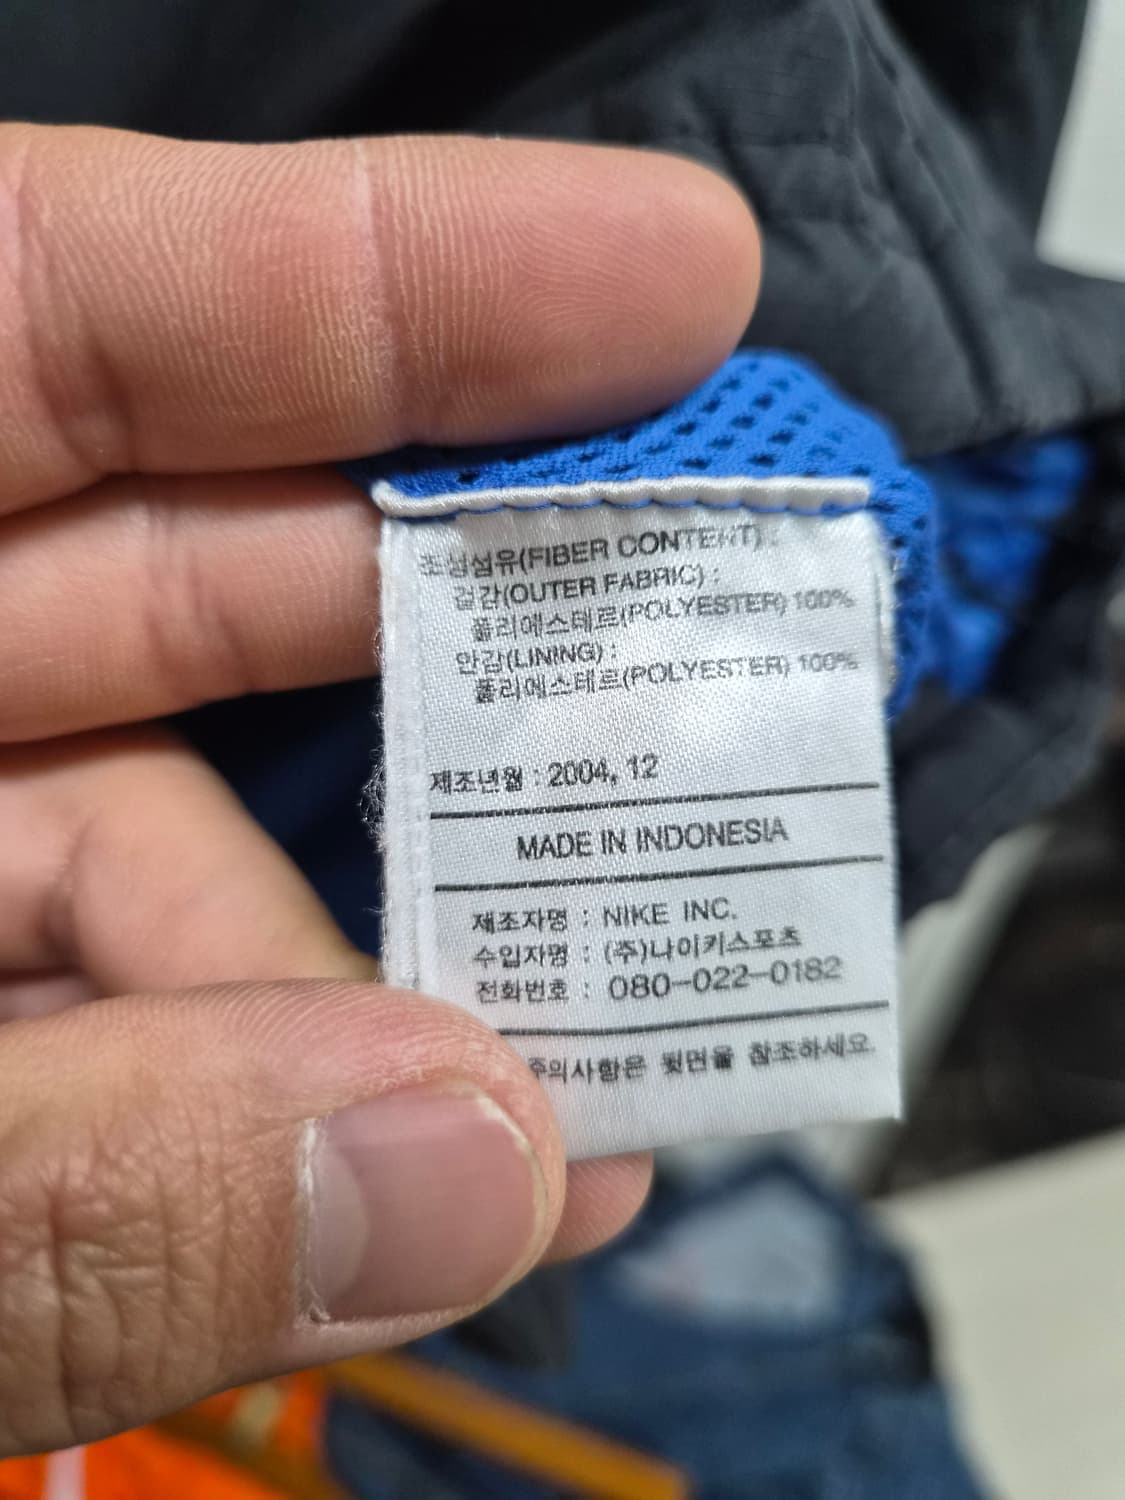 조성섬유(FIBER CONTENT) :
겉감(OUTER FABRIC) :
폴리에스테르(POLYESTER) 100%
안감(LINING) :
폴리에스테르(POLYESTER) 100%
제조년월 : 2004, 12
MADE IN INDONESIA
제조자명 : NIKE INC.
수입자명 : (주)나이키스포츠
전화번호 : 080-022-0182
주의사항은 뒷면을 참조하세요.